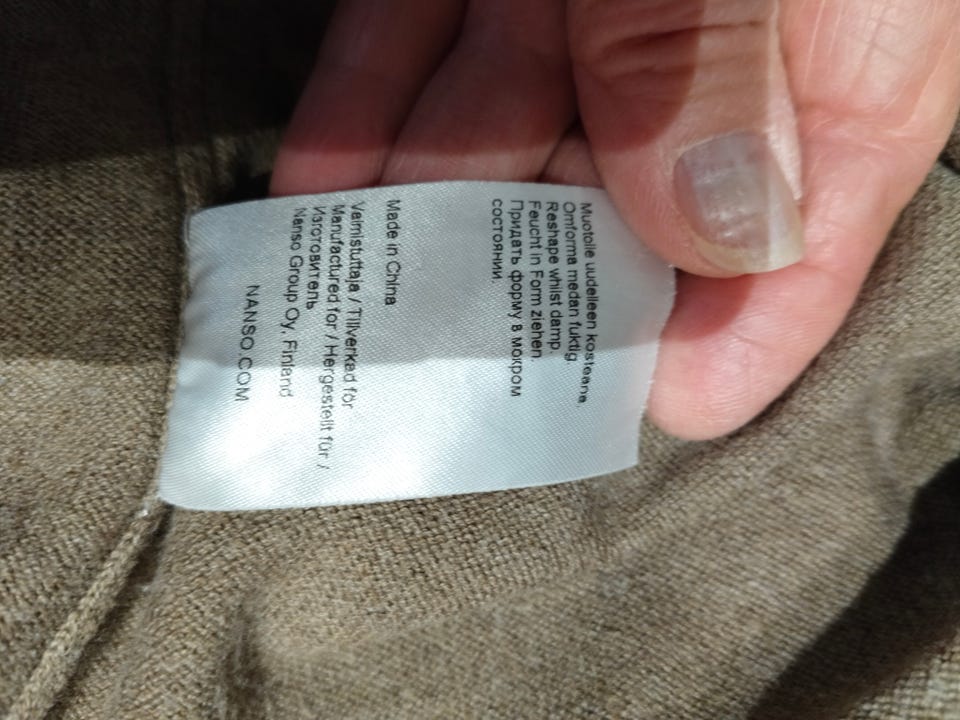 Muotoile uudelleen kosteana.
Omforma medan fuktig.
Reshape whilst damp.
Feucht in Form ziehen.
Придать форму в мокром
состоянии.
Made in China
Valmistuttaja / Tillverkad för
Manufactured for / Hergestellt für /
Изготовитель
Nanso Group Oy, Finland
NANSO.COM